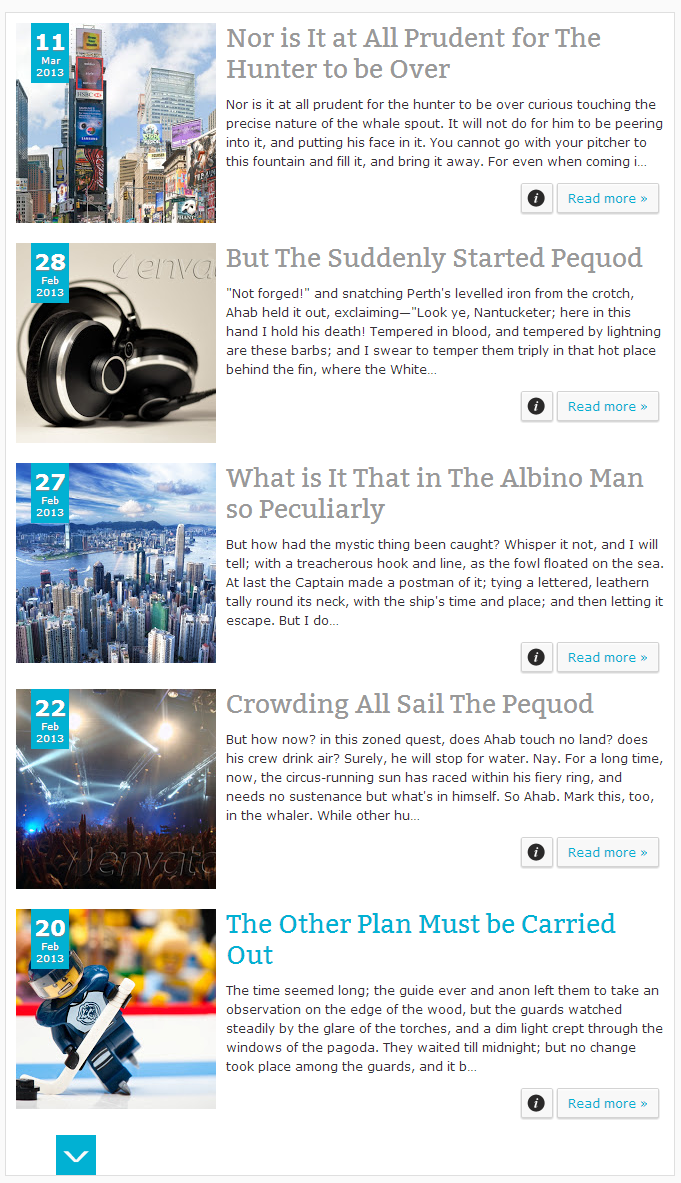 11
Mar
2013
HSBC
Nor is It at All Prudent for The
Hunter to be Over
Nor is it at all prudent for the hunter to be over curious touching the
precise nature of the whale spout. It will not do for him to be peering
into it, and putting his face in it. You cannot go with your pitcher to
this fountain and fill it, and bring it away. For even when coming i...
i
Read more »
28
Feb
2013
envat
But The Suddenly Started Pequod
"Not forged!" and snatching Perth's levelled iron from the crotch,
Ahab held it out, exclaiming—"Look ye, Nantucketer; here in this
hand I hold his death! Tempered in blood, and tempered by lightning
are these barbs; and I swear to temper them triply in that hot place
behind the fin, where the White...
i
Read more »
27
Feb
2013
What is It That in The Albino Man
so Peculiarly
But how had the mystic thing been caught? Whisper it not, and I will
tell; with a treacherous hook and line, as the fowl floated on the sea.
At last the Captain made a postman of it; tying a lettered, leathern
tally round its neck, with the ship's time and place; and then letting it
escape. But I do...
i
Read more »
22
Feb
2013
envato
Crowding All Sail The Pequod
But how now? in this zoned quest, does Ahab touch no land? does
his crew drink air? Surely, he will stop for water. Nay. For a long time,
now, the circus-running sun has raced within his fiery ring, and
needs no sustenance but what's in himself. So Ahab. Mark this, too,
in the whaler. While other hu...
i
Read more »
20
Feb
2013
The Other Plan Must be Carried
Out
The time seemed long; the guide ever and anon left them to take an
observation on the edge of the wood, but the guards watched
steadily by the glare of the torches, and a dim light crept through the
windows of the pagoda. They waited till midnight; but no change
took place among the guards, and it b...
i
Read more »